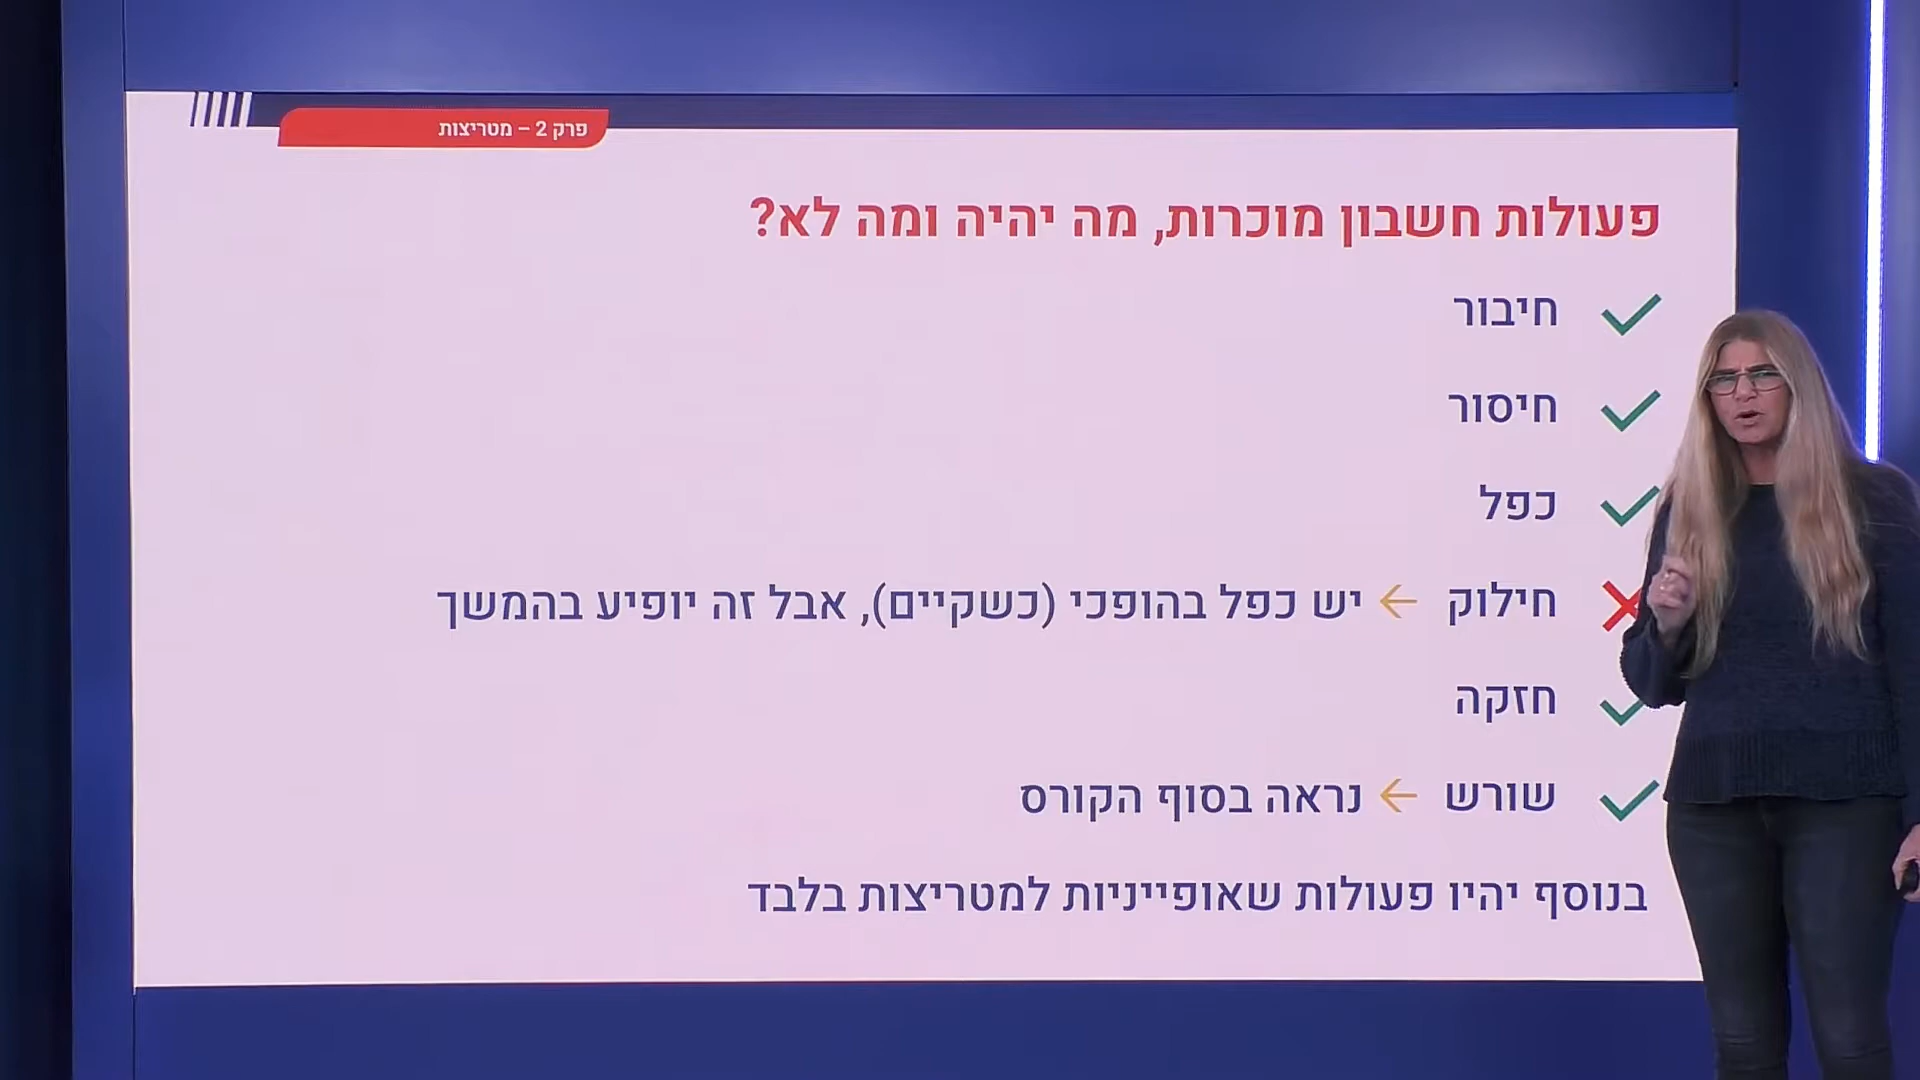 פרק 2 – מטריצות
פעולות חשבון מוכרות, מה יהיה ומה לא?
חיבור
חיסור
כפל
חילוק ← יש כפל בהופכי (כשקיים), אבל זה יופיע בהמשך
חזקה
שורש ← נראה בסוף הקורס
בנוסף יהיו פעולות שאופייניות למטריצות בלבד